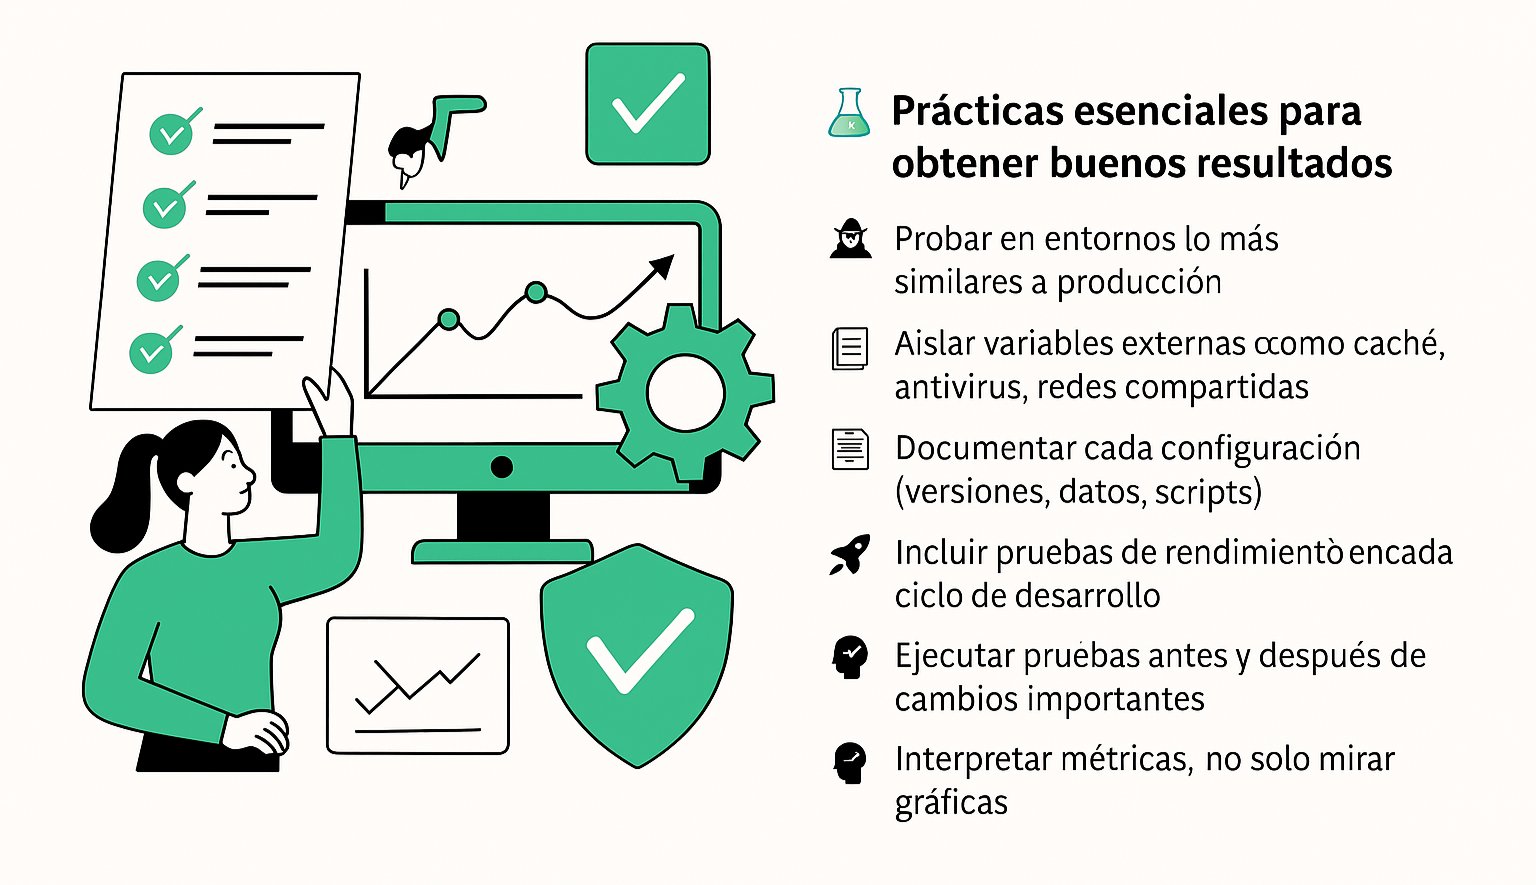 K
Prácticas esenciales para
obtener buenos resultados
Probar en entornos lo más
similares a producción
Aislar variables externas ccomo caché,
antivirus, redes compartidas
Documentar cada configuración
(versiones, datos, scripts)
Incluir pruebas de rendimientò encada
ciclo de desarrollo
Ejecutar pruebas antes y después de
cambios importantes
Interpretar métricas, no solo mirar
gráficas